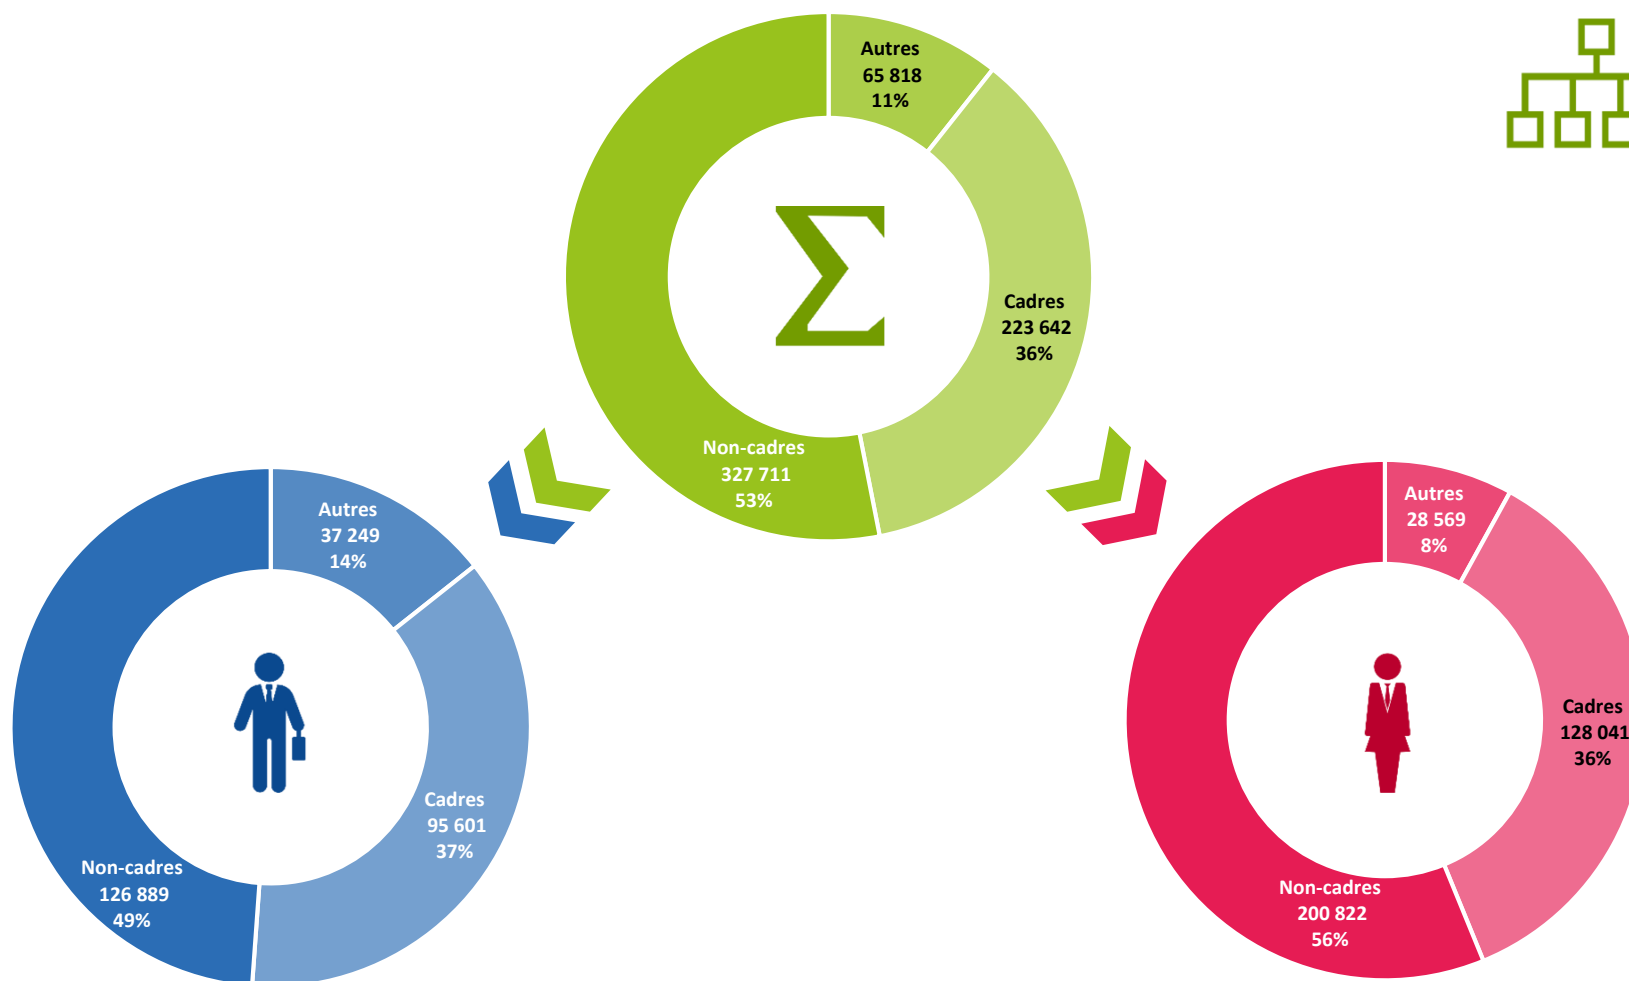 Autres
65 818
11%
Cadres
223 642
36%
Non-cadres
327 711
53%
Autres
37 249
14%
Cadres
95 601
37%
Non-cadres
126 889
49%
Autres
28 569
8%
Cadres
128 041
36%
Non-cadres
200 822
56%